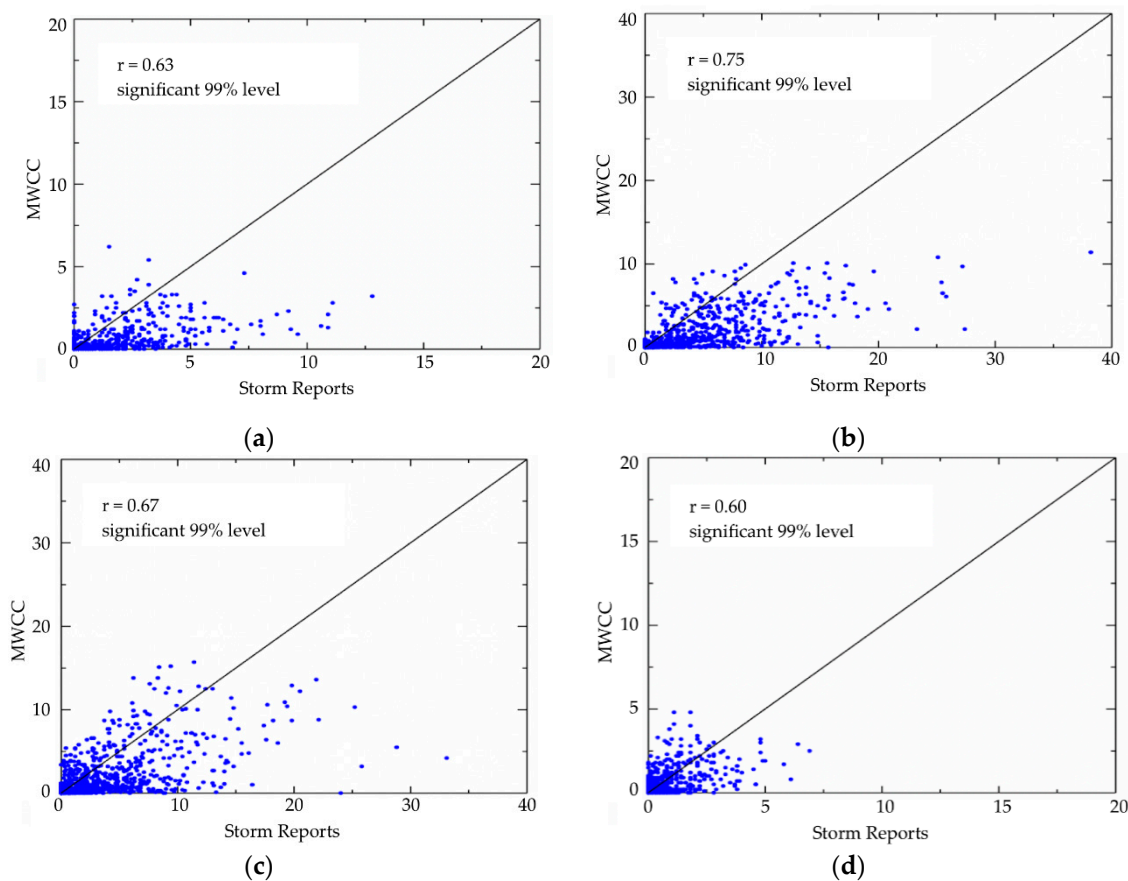 20
15
10
5
0
MWCC
r = 0.63
significant 99% level
0
5
10
15
20
Storm Reports
(a)
40
30
20
10
0
MWCC
r = 0.75
significant 99% level
0
10
20
30
40
Storm Reports
(b)
40
30
20
10
0
MWCC
r = 0.67
significant 99% level
0
10
20
30
40
Storm Reports
(c)
20
15
10
5
0
MWCC
r = 0.60
significant 99% level
0
5
10
15
20
Storm Reports
(d)